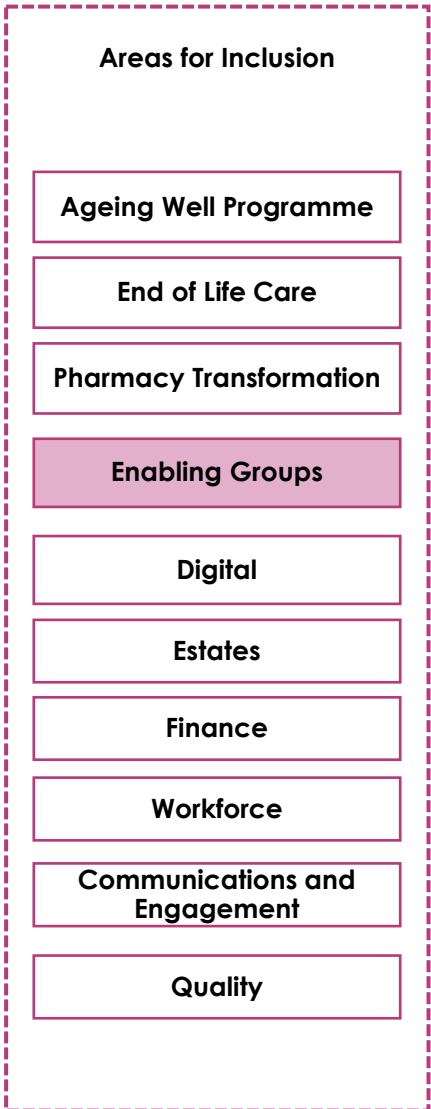 Areas for Inclusion
Ageing Well Programme
End of Life Care
Pharmacy Transformation
Enabling Groups
Digital
Estates
Finance
Workforce
Communications and
Engagement
Quality